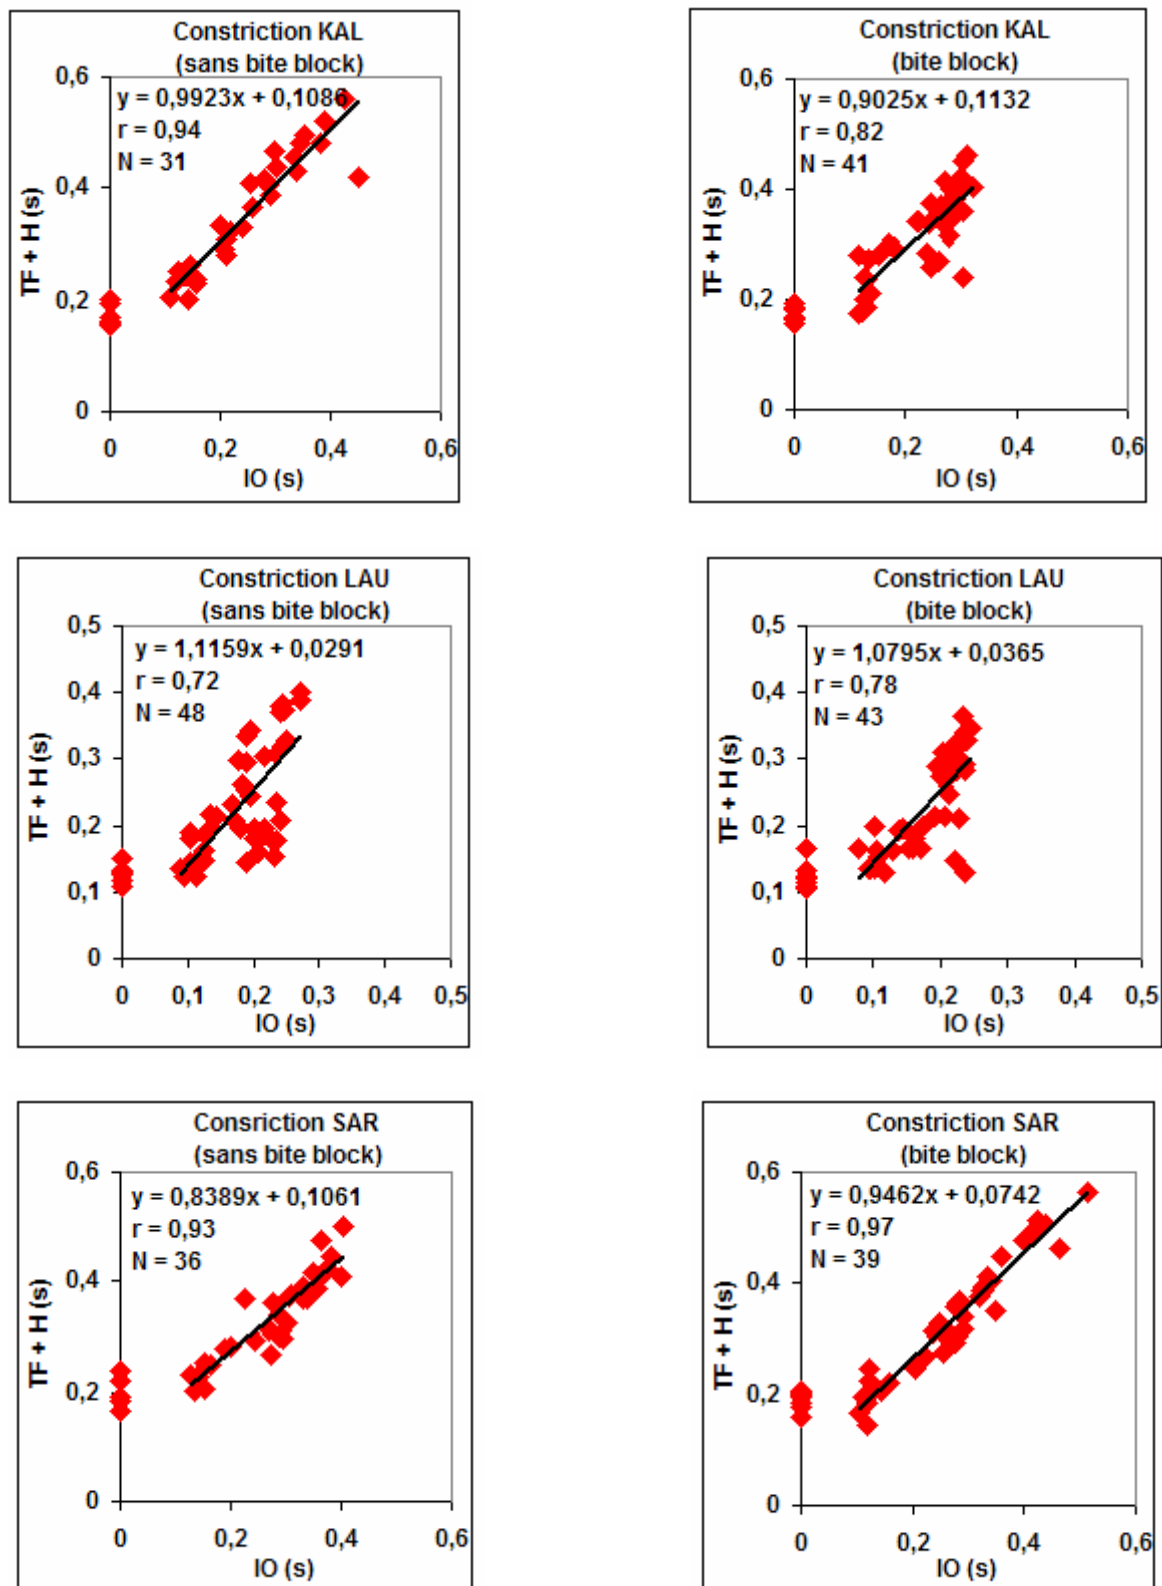 Constriction KAL
(sans bite block)
0,6
y = 0,9923x + 0,1086
r = 0,94
N = 31
0,4
TF + H (s)
0,2
0
0
0,2
0,4
0,6
IO (s)
Constriction KAL
(bite block)
0,6
y = 0,9025x + 0,1132
r = 0,82
N = 41
0,4
TF + H (s)
0,2
0
0
0,2
0,4
0,6
IO (s)
Constriction LAU
(sans bite block)
0,5
y = 1,1159x + 0,0291
r = 0,72
N = 48
0,4
0,3
TF + H (s)
0,2
0,1
0
0
0,1
0,2
0,3
0,4
0,5
IO (s)
Constriction LAU
(bite block)
0,5
y = 1,0795x + 0,0365
r = 0,78
N = 43
0,4
0,3
TF + H (s)
0,2
0,1
0
0
0,1
0,2
0,3
0,4
0,5
IO (s)
Consriction SAR
(sans bite block)
0,6
y = 0,8389x + 0,1061
r = 0,93
N = 36
0,4
TF + H (s)
0,2
0
0
0,2
0,4
0,6
IO (s)
Constriction SAR
(bite block)
0,6
y = 0,9462x + 0,0742
r = 0,97
N = 39
0,4
TF + H (s)
0,2
0
0
0,2
0,4
0,6
IO (s)